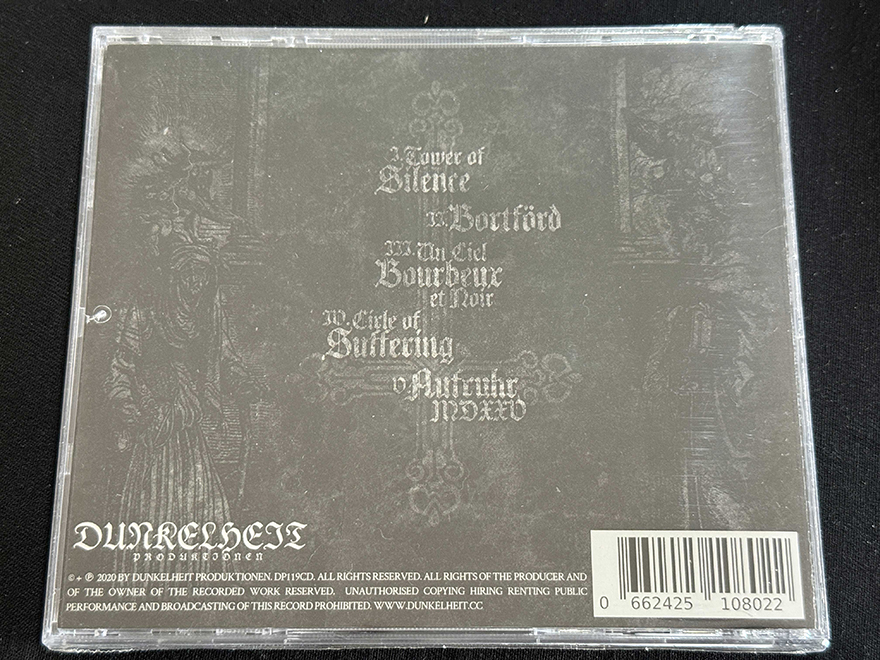 I. Tower of
Silence
II. Bortförd
III. Un Ciel
Bourbeux
et Noir
IV. Cirle of
Suffering
V. Aufruhr
MDXXV
DUNKELHEIT
PRODUKTIONEN
© + ℗ 2020 BY DUNKELHEIT PRODUKTIONEN. DP119CD. ALL RIGHTS RESERVED. ALL RIGHTS OF THE PRODUCER AND
OF THE OWNER OF THE RECORDED WORK RESERVED. UNAUTHORISED COPYING HIRING RENTING PUBLIC
PERFORMANCE AND BROADCASTING OF THIS RECORD PROHIBITED. WWW.DUNKELHEIT.CC
0 662425 108022